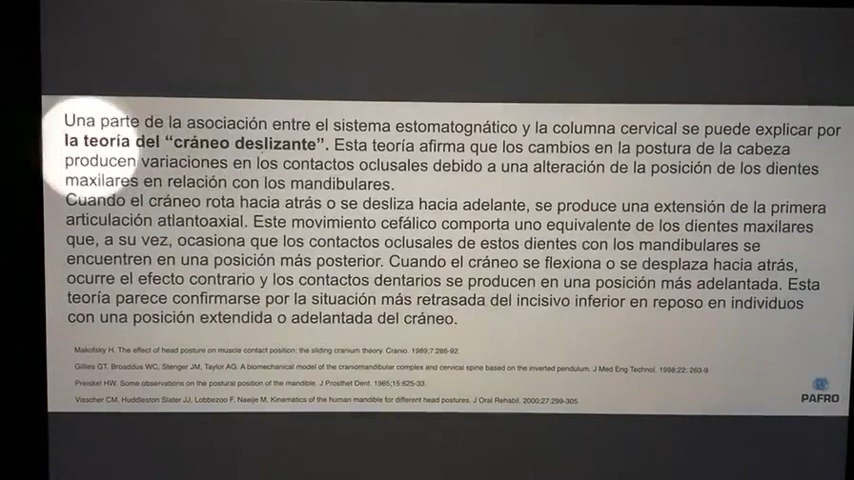 Una parte de la asociación entre el sistema estomatognático y la columna cervical se puede explicar por
la teoría del “cráneo deslizante”. Esta teoría afirma que los cambios en la postura de la cabeza
producen variaciones en los contactos oclusales debido a una alteración de la posición de los dientes
maxilares en relación con los mandibulares.
Cuando el cráneo rota hacia atrás o se desliza hacia adelante, se produce una extensión de la primera
articulación atlantoaxial. Este movimiento cefálico comporta uno equivalente de los dientes maxilares
que, a su vez, ocasiona que los contactos oclusales de estos dientes con los mandibulares se
encuentren en una posición más posterior. Cuando el cráneo se flexiona o se desplaza hacia atrás,
ocurre el efecto contrario y los contactos dentarios se producen en una posición más adelantada. Esta
teoría parece confirmarse por la situación más retrasada del incisivo inferior en reposo en individuos
con una posición extendida o adelantada del cráneo.
Makofsky H. The effect of head posture on muscle contact position: the sliding cranium theory. Cranio. 1989;7:286-92.
Gillies GT, Broaddus WC, Stenger JM, Taylor AG. A biomechanical model of the craniomandibular complex and cervical spine based on the inverted pendulum. J Med Eng Technol. 1998;22: 263-9.
Preiskel HW. Some observations on the postural position of the mandible. J Prosthet Dent. 1965;15:625-33.
Visscher CM, Huddleston Slater JJ, Lobbezoo F, Naeije M. Kinematics of the human mandible for different head postures. J Oral Rehabil. 2000;27:299-305.
PAFRO